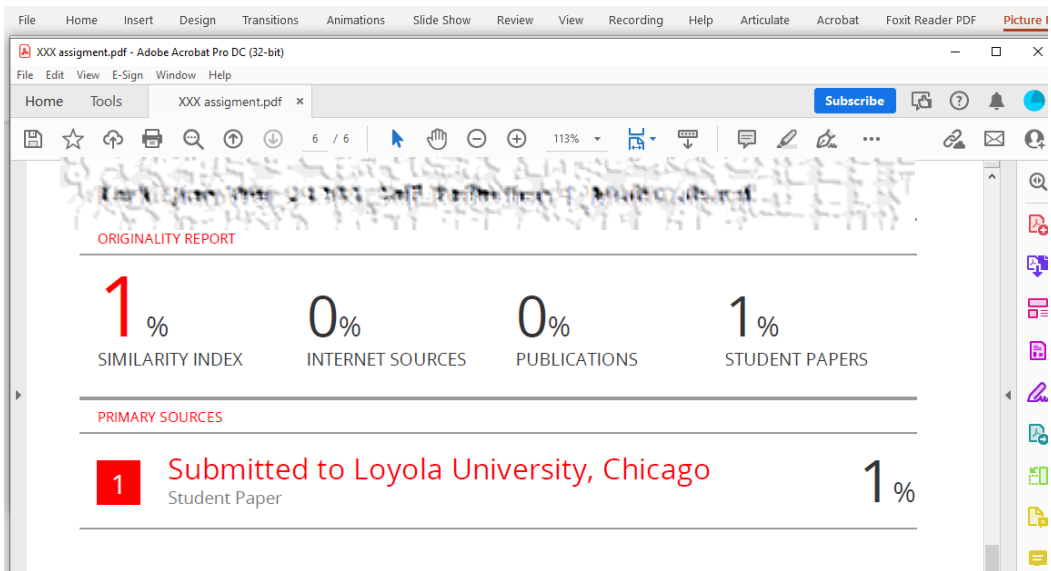 File Home Insert Design Transitions Animations Slide Show Review View Recording Help Articulate Acrobat Foxit Reader PDF Picture
XXX assigment.pdf - Adobe Acrobat Pro DC (32-bit)
File Edit View E-Sign Window Help
Home Tools XXX assigment.pdf × Subscribe
6 / 6 113%
ORIGINALITY REPORT
1% 0% 0% 1%
SIMILARITY INDEX INTERNET SOURCES PUBLICATIONS STUDENT PAPERS
PRIMARY SOURCES
1 Submitted to Loyola University, Chicago 1%
Student Paper